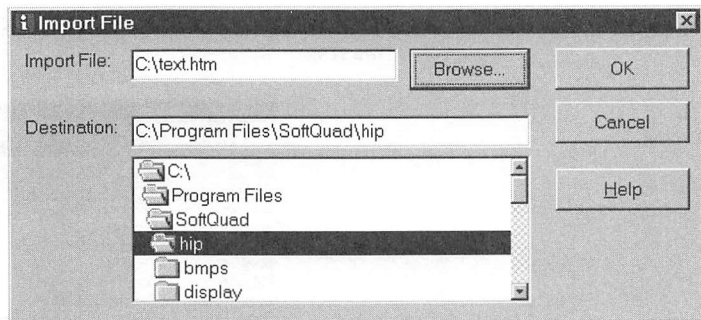 Import File
Import File: C:\text.htm Browse... OK
Destination: C:\Program Files\SoftQuad\hip Cancel
C:\
Program Files
SoftQuad
hip
bmps
display
Help